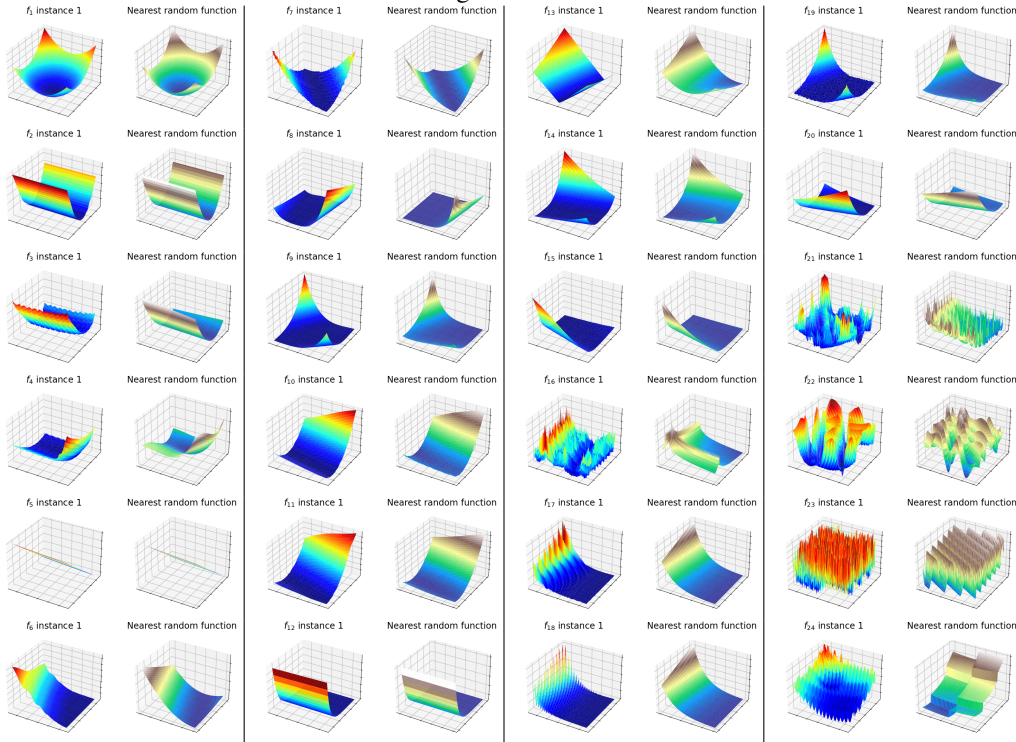 f1 instance 1 Nearest random function f7 instance 1 Nearest random function f13 instance 1 Nearest random function f19 instance 1 Nearest random function
f2 instance 1 Nearest random function f8 instance 1 Nearest random function f14 instance 1 Nearest random function f20 instance 1 Nearest random function
f3 instance 1 Nearest random function f9 instance 1 Nearest random function f15 instance 1 Nearest random function f21 instance 1 Nearest random function
f4 instance 1 Nearest random function f10 instance 1 Nearest random function f16 instance 1 Nearest random function f22 instance 1 Nearest random function
f5 instance 1 Nearest random function f11 instance 1 Nearest random function f17 instance 1 Nearest random function f23 instance 1 Nearest random function
f6 instance 1 Nearest random function f12 instance 1 Nearest random function f18 instance 1 Nearest random function f24 instance 1 Nearest random function